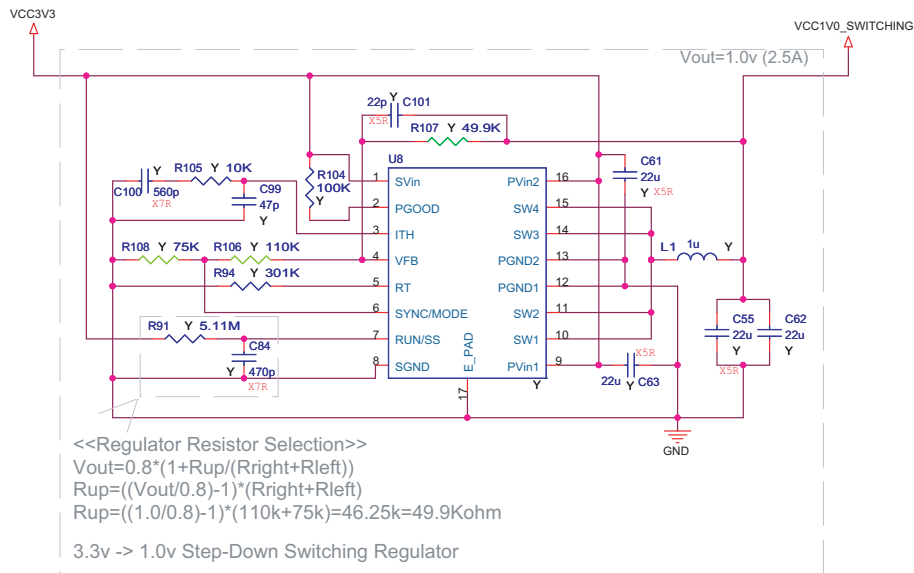 VCC3V3
VCC1V0_SWITCHING
Vout=1.0v (2.5A)
22p Y C101
X5R
R107 Y 49.9K
U8
R105 Y 10K
Y
C100 560p
X7R
C99
47p
Y
R104
100K
Y
1 SVin
2 PGOOD
3 ITH
4 VFB
5 RT
6 SYNC/MODE
7 RUN/SS
8 SGND
E_PAD
17
PVin2 16
SW4 15
SW3 14
PGND2 13
PGND1 12
SW2 11
SW1 10
PVin1 9
Y
C61
22u
Y X5R
L1 1u Y
R108 Y 75K
R106 Y 110K
R94 Y 301K
R91 Y 5.11M
C84
Y 470p
X7R
X5R
22u Y C63
C55
22u
Y
X5R
C62
22u
Y
GND
<<Regulator Resistor Selection>>
Vout=0.8*(1+Rup/(Rright+Rleft))
Rup=((Vout/0.8)-1)*(Rright+Rleft)
Rup=((1.0/0.8)-1)*(110k+75k)=46.25k=49.9Kohm
3.3v -> 1.0v Step-Down Switching Regulator